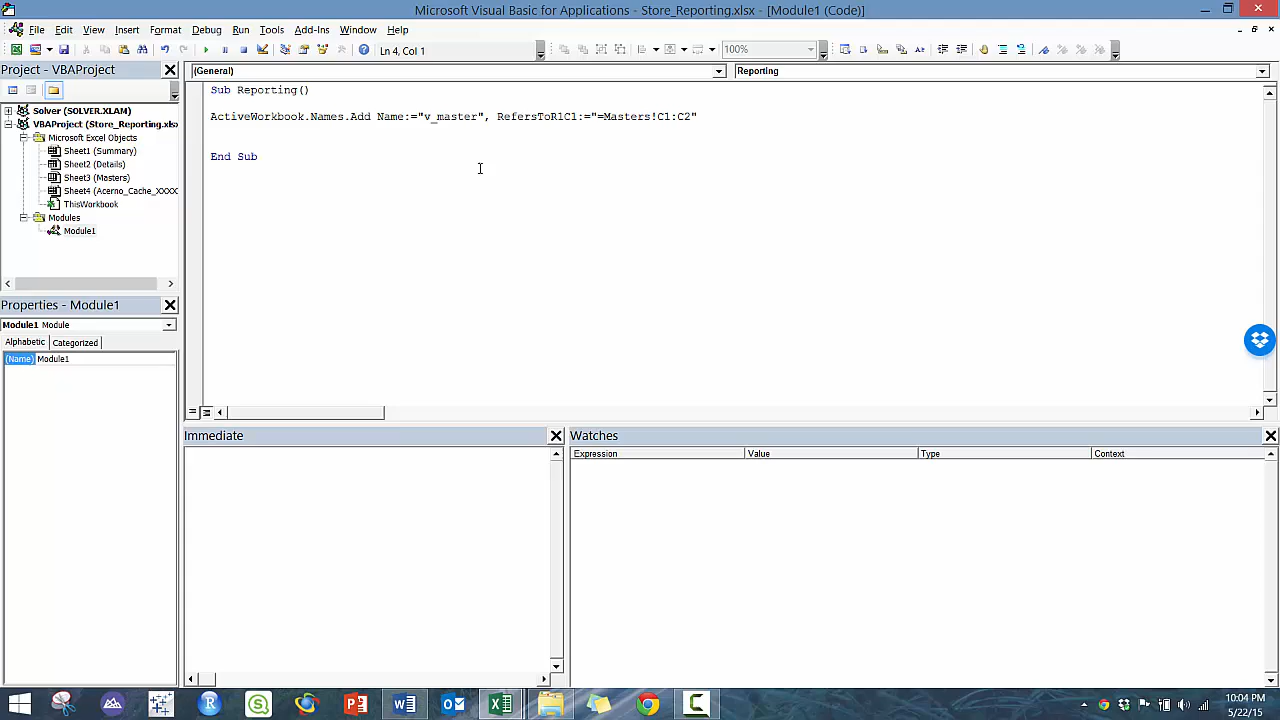 Microsoft Visual Basic for Applications - Store_Reporting.xlsx - [Module1 (Code)]
File Edit View Insert Format Debug Run Tools Add-Ins Window Help
Ln 4, Col 1
100%
Project - VBAProject
(General)
Reporting
Solver (SOLVER.XLAM)
VBAProject (Store_Reporting.xls
Microsoft Excel Objects
Sheet1 (Summary)
Sheet2 (Details)
Sheet3 (Masters)
Sheet4 (Acerno_Cache_XXXX
ThisWorkbook
Modules
Module1
Sub Reporting()
ActiveWorkbook.Names.Add Name:="v_master", RefersToR1C1:="=Masters!C1:C2"
End Sub
Properties - Module1
Module1 Module
Alphabetic Categorized
(Name) Module1
Immediate
Watches
Expression Value Type Context
10:04 PM
5/22/15